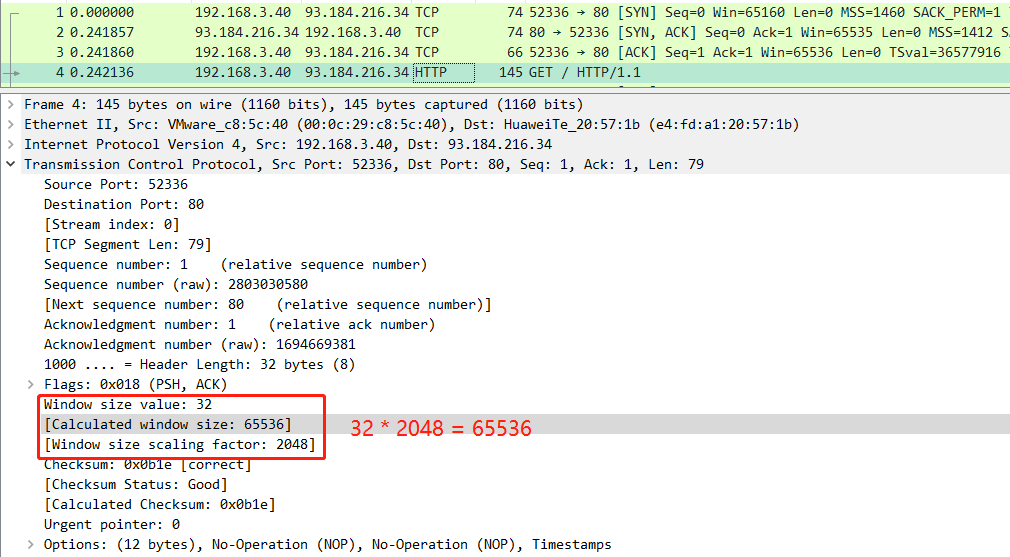 1 0.000000 192.168.3.40 93.184.216.34 TCP 74 52336 → 80 [SYN] Seq=0 Win=65160 Len=0 MSS=1460 SACK_PERM=1
2 0.241857 93.184.216.34 192.168.3.40 TCP 74 80 → 52336 [SYN, ACK] Seq=0 Ack=1 Win=65535 Len=0 MSS=1412 SA
3 0.241860 192.168.3.40 93.184.216.34 TCP 66 52336 → 80 [ACK] Seq=1 Ack=1 Win=65536 Len=0 TSval=36577916
4 0.242136 192.168.3.40 93.184.216.34 HTTP 145 GET / HTTP/1.1
Frame 4: 145 bytes on wire (1160 bits), 145 bytes captured (1160 bits)
Ethernet II, Src: VMware_c8:5c:40 (00:0c:29:c8:5c:40), Dst: HuaweiTe_20:57:1b (e4:fd:a1:20:57:1b)
Internet Protocol Version 4, Src: 192.168.3.40, Dst: 93.184.216.34
Transmission Control Protocol, Src Port: 52336, Dst Port: 80, Seq: 1, Ack: 1, Len: 79
Source Port: 52336
Destination Port: 80
[Stream index: 0]
[TCP Segment Len: 79]
Sequence number: 1 (relative sequence number)
Sequence number (raw): 2803030580
[Next sequence number: 80 (relative sequence number)]
Acknowledgment number: 1 (relative ack number)
Acknowledgment number (raw): 1694669381
1000 .... = Header Length: 32 bytes (8)
Flags: 0x018 (PSH, ACK)
Window size value: 32
[Calculated window size: 65536]
32 * 2048 = 65536
[Window size scaling factor: 2048]
Checksum: 0x0b1e [correct]
[Checksum Status: Good]
[Calculated Checksum: 0x0b1e]
Urgent pointer: 0
Options: (12 bytes), No-Operation (NOP), No-Operation (NOP), Timestamps